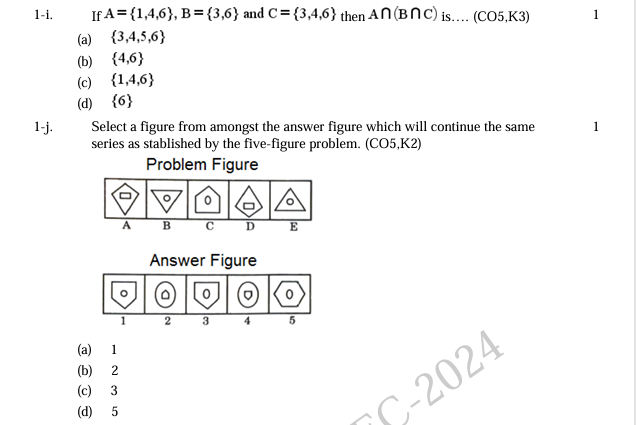 1-i. If A={1,4,6}, B={3,6} and C={3,4,6} then A∩(B∩C) is.... (CO5,K3) 1
(a) {3,4,5,6}
(b) {4,6}
(c) {1,4,6}
(d) {6}
1-j. Select a figure from amongst the answer figure which will continue the same 1
series as stablished by the five-figure problem. (CO5,K2)
Problem Figure
A B C D E
Answer Figure
1 2 3 4 5
(a) 1
(b) 2
(c) 3
(d) 5
C-2024